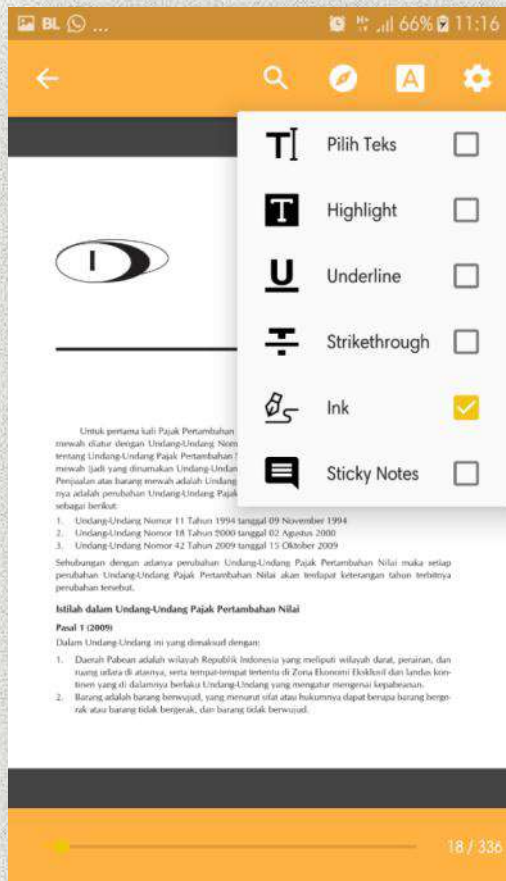 BL ... 66% 11:16
A
Pilih Teks
Highlight
Underline
Strikethrough
Ink
Sticky Notes
I
Untuk pertama kali Pajak Pertambahan
mewah diatur dengan Undang-Undang Nom
tentang Undang-Undang Pajak Pertambahan
mewah (jadi yang dinamakan Undang-Undan
Penjualan atas barang mewah adalah Undang
nya adalah perubahan Undang-Undang Pajak
sebagai berikut:
1. Undang-Undang Nomor 11 Tahun 1994 tanggal 09 November 1994
2. Undang-Undang Nomor 18 Tahun 2000 tanggal 02 Agustus 2000
3. Undang-Undang Nomor 42 Tahun 2009 tanggal 15 Oktober 2009
Sehubungan dengan adanya perubahan Undang-Undang Pajak Pertambahan Nilai maka setiap
perubahan Undang-Undang Pajak Pertambahan Nilai akan terdapat keterangan tahun terbitnya
perubahan tersebut.
Istilah dalam Undang-Undang Pajak Pertambahan Nilai
Pasal 1 (2009)
Dalam Undang-Undang ini yang dimaksud dengan:
1. Daerah Pabean adalah wilayah Republik Indonesia yang meliputi wilayah darat, perairan, dan
ruang udara di atasnya, serta tempat-tempat tertentu di Zona Ekonomi Eksklusif dan landas kon-
tinen yang di dalamnya berlaku Undang-Undang yang mengatur mengenai kepabeanan.
2. Barang adalah barang berwujud, yang menurut sifat atau hukumnya dapat berupa barang berge-
rak atau barang tidak bergerak, dan barang tidak berwujud.
18 / 336